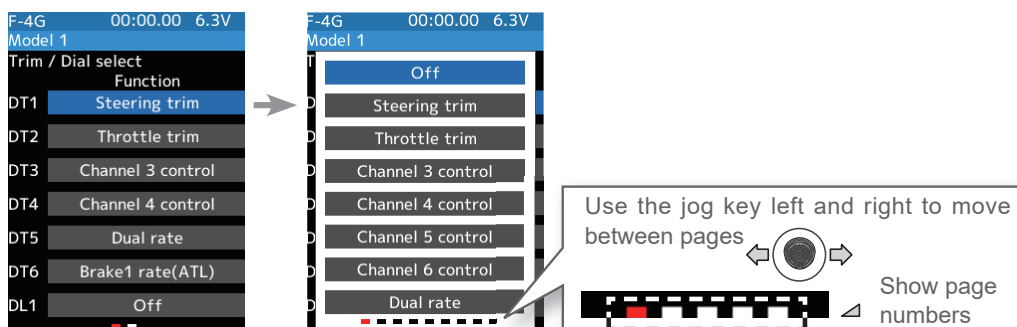 F-4G 00:00.00 6.3V
Model 1
Trim / Dial select
Function
DT1 Steering trim
DT2 Throttle trim
DT3 Channel 3 control
DT4 Channel 4 control
DT5 Dual rate
DT6 Brake1 rate(ATL)
DL1 Off
F-4G 00:00.00 6.3V
Model 1
Off
Steering trim
Throttle trim
Channel 3 control
Channel 4 control
Channel 5 control
Channel 6 control
Dual rate
Use the jog key left and right to move
between pages
Show page
numbers